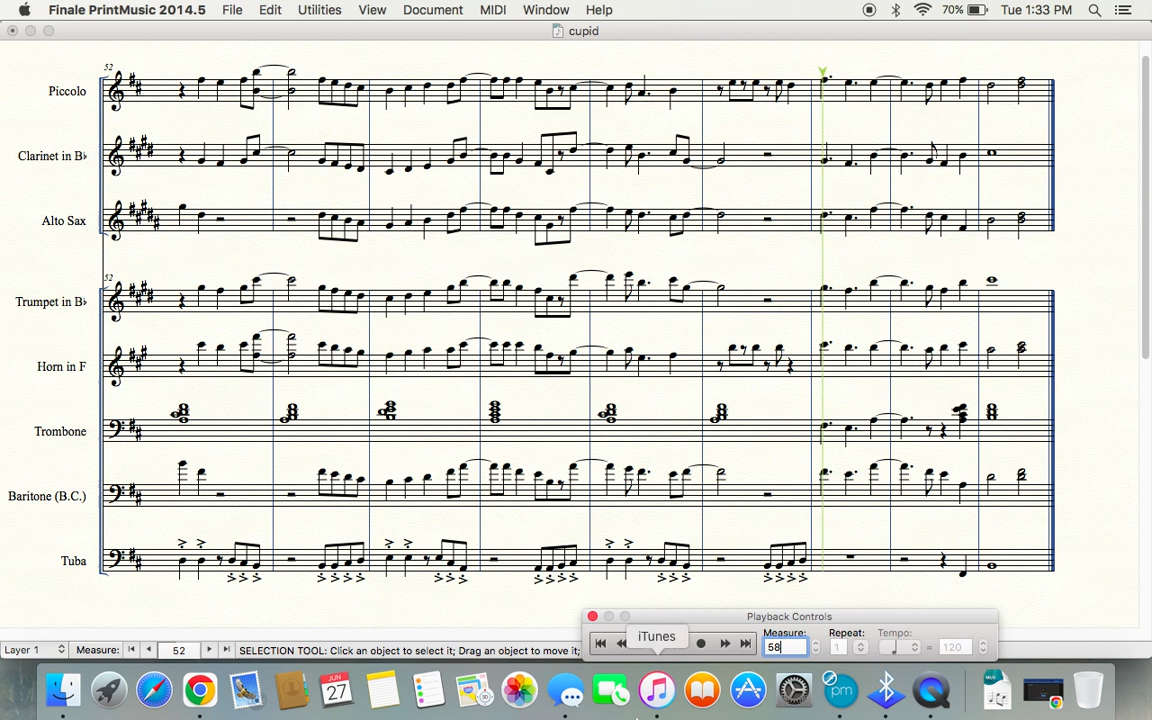 Finale PrintMusic 2014.5 File Edit Utilities View Document MIDI Window Help 70% Tue 1:33 PM
cupid
52
Piccolo
Clarinet in B♭
Alto Sax
52
Trumpet in B♭
Horn in F
Trombone
Baritone (B.C.)
Tuba
Playback Controls
Measure: Repeat: Tempo:
iTunes
58 1 = 120
Layer 1 Measure: 52 SELECTION TOOL: Click an object to select it; Drag an object to move it;
JUN
27
pm